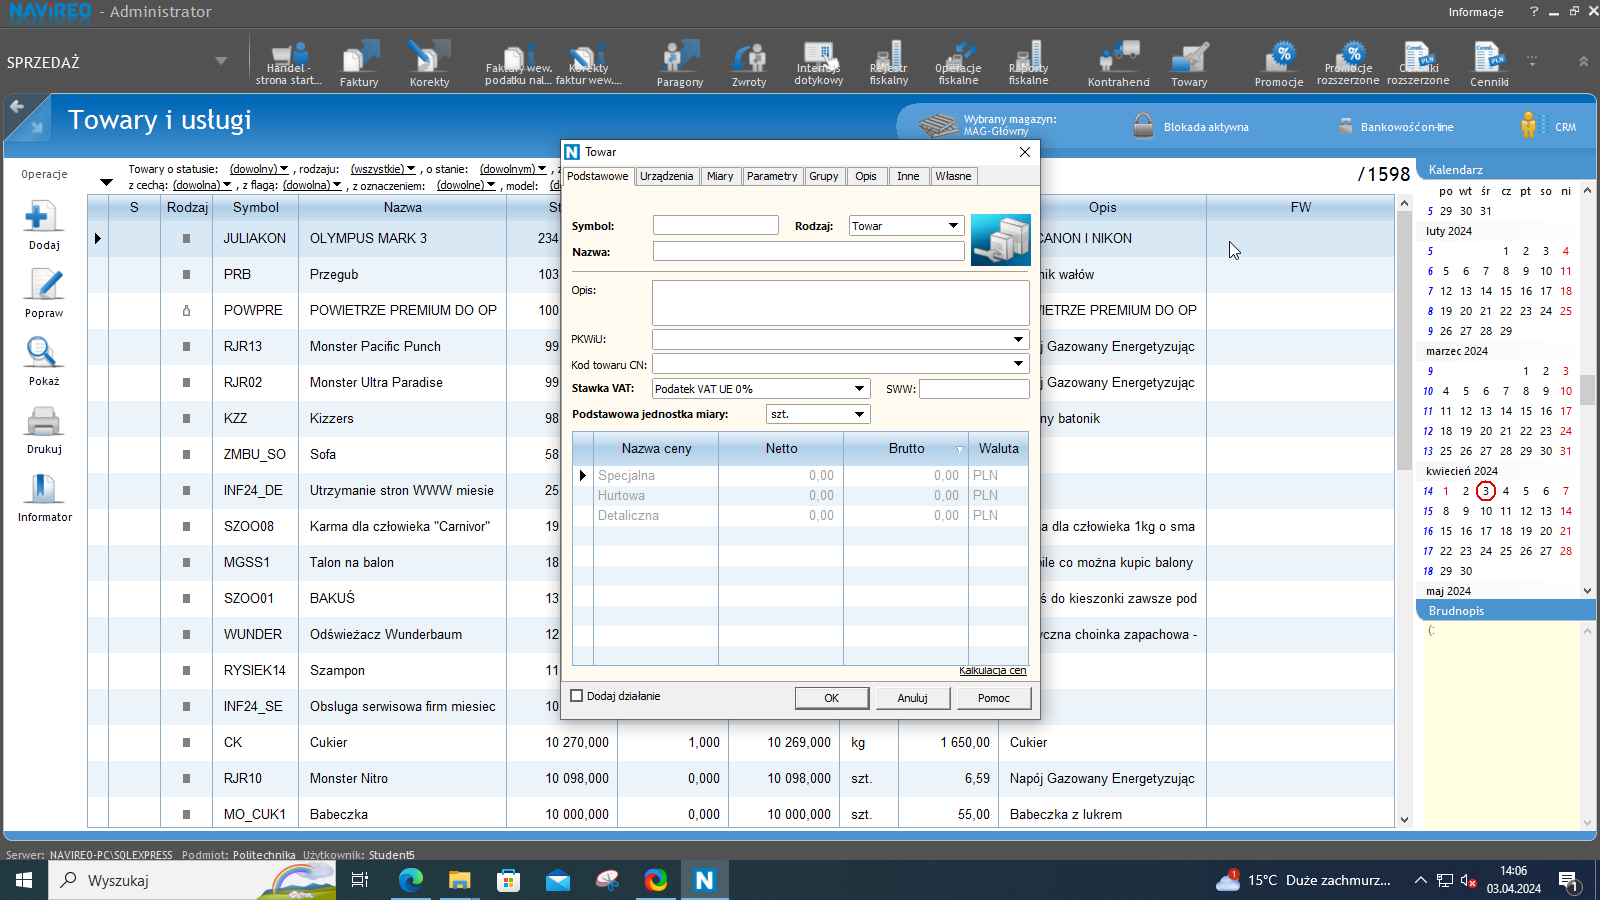 NAVIREO - Administrator
Informacje ?
SPRZEDAŻ
Handel - strona start...
Faktury
Korekty
Faktury wew. podatku nal...
Korekty faktur wew....
Paragony
Zwroty
Interfejs dotykowy
Rejestr fiskalny
Operacje fiskalne
Raporty fiskalne
Kontrahenci
Towary
Promocje
Promocje rozszerzone
Cenniki rozszerzone
Cenniki
Towary i usługi
Wybrany magazyn: MAG-Główny
Blokada aktywna
Bankowość on-line
CRM
Operacje
Dodaj
Popraw
Pokaż
Drukuj
Informator
Towary o statusie: (dowolny) , rodzaju: (wszystkie) , o stanie: (dowolnym) , z
z cechą: (dowolna) , z flagą: (dowolna) , z oznaczeniem: (dowolne) , model: (d
/1598
S Rodzaj Symbol Nazwa St Opis FW
JULIAKON OLYMPUS MARK 3 234 CANON I NIKON
PRB Przegub 103 nik wałów
POWPRE POWIETRZE PREMIUM DO OP 100 WIETRZE PREMIUM DO OP
RJR13 Monster Pacific Punch 99 j Gazowany Energetyzując
RJR02 Monster Ultra Paradise 99 j Gazowany Energetyzując
KZZ Kizzers 98 ny batonik
ZMBU_SO Sofa 58
INF24_DE Utrzymanie stron WWW miesie 25
SZOO08 Karma dla człowieka "Carnivor" 19 a dla człowieka 1kg o sma
MGSS1 Talon na balon 18 bile co można kupic balony
SZOO01 BAKUŚ 13 ś do kieszonki zawsze pod
WUNDER Odświeżacz Wunderbaum 12 yczna choinka zapachowa -
RYSIEK14 Szampon 11
INF24_SE Obsluga serwisowa firm miesiec 10
CK Cukier 10 270,000 1,000 10 269,000 kg 1 650,00 Cukier
RJR10 Monster Nitro 10 098,000 0,000 10 098,000 szt. 6,59 Napój Gazowany Energetyzując
MO_CUK1 Babeczka 10 000,000 0,000 10 000,000 szt. 55,00 Babeczka z lukrem
Towar
Podstawowe Urządzenia Miary Parametry Grupy Opis Inne Własne
Symbol: Rodzaj: Towar
Nazwa:
Opis:
PKWiU:
Kod towaru CN:
Stawka VAT: Podatek VAT UE 0% SWW:
Podstawowa jednostka miary: szt.
Nazwa ceny Netto Brutto Waluta
Specjalna 0,00 0,00 PLN
Hurtowa 0,00 0,00 PLN
Detaliczna 0,00 0,00 PLN
Kalkulacja cen
Dodaj działanie OK Anuluj Pomoc
Kalendarz
po wt śr cz pt so ni
5 29 30 31
luty 2024
5 1 2 3 4
6 5 6 7 8 9 10 11
7 12 13 14 15 16 17 18
8 19 20 21 22 23 24 25
9 26 27 28 29
marzec 2024
9 1 2 3
10 4 5 6 7 8 9 10
11 11 12 13 14 15 16 17
12 18 19 20 21 22 23 24
13 25 26 27 28 29 30 31
kwiecień 2024
14 1 2 3 4 5 6 7
15 8 9 10 11 12 13 14
16 15 16 17 18 19 20 21
17 22 23 24 25 26 27 28
18 29 30
maj 2024
Brudnopis
(:
Serwer: NAVIREO-PC\SQLEXPRESS Podmiot: Politechnika Użytkownik: Student5
Wyszukaj
N
1 15°C Duże zachmurz...
14:06
03.04.2024
1